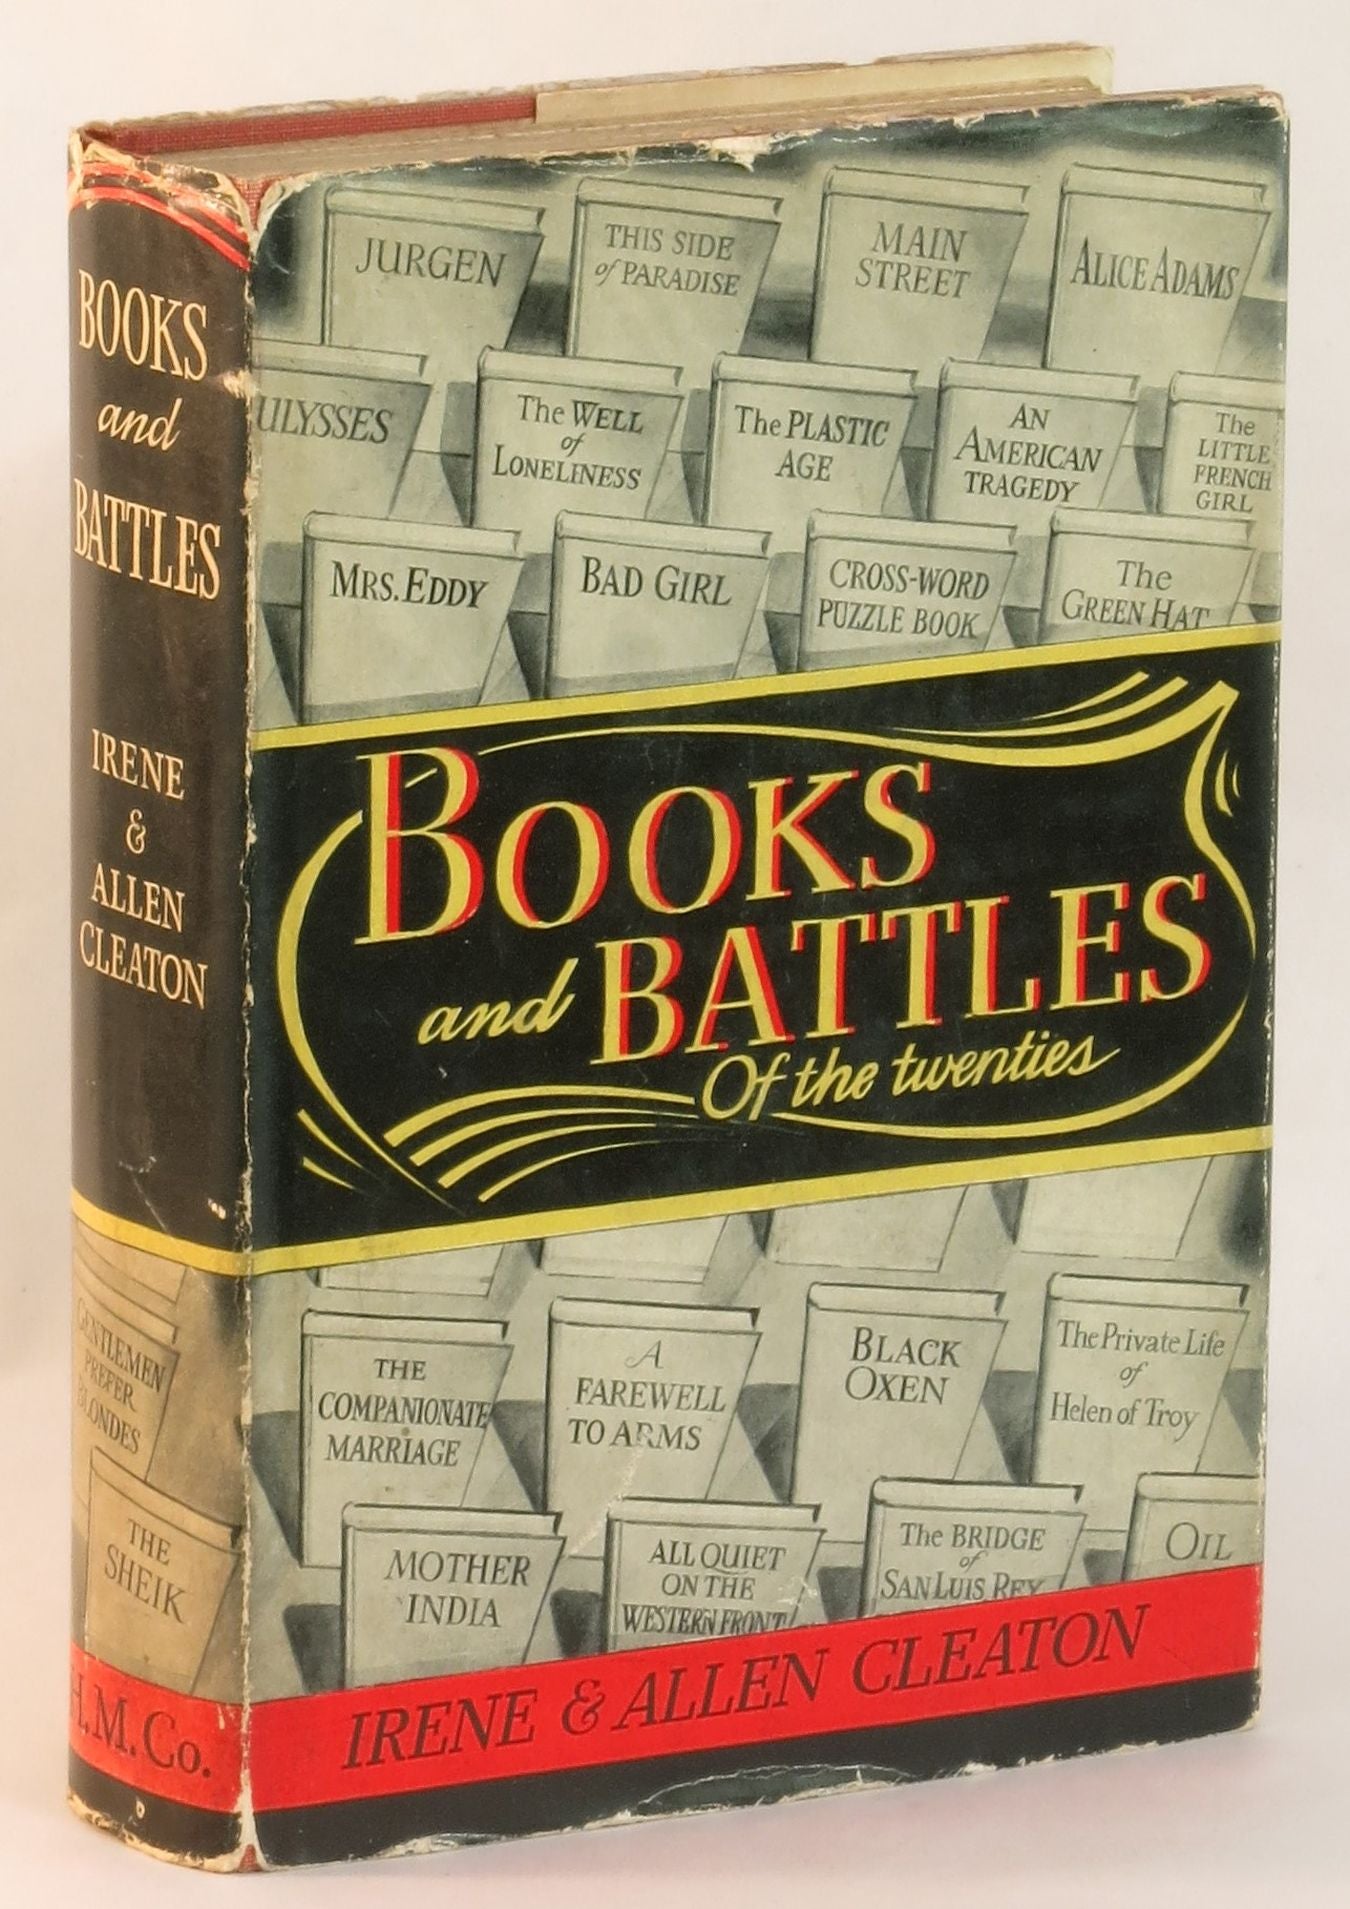 BOOKS
and
BATTLES
IRENE
&
ALLEN
CLEATON
GENTLEMEN
PREFER
BLONDES
THE
SHEIK
H.M.Co.
JURGEN
THIS SIDE
of PARADISE
MAIN
STREET
ALICE ADAMS
ULYSSES
The WELL
of
LONELINESS
The PLASTIC
AGE
AN
AMERICAN
TRAGEDY
The
LITTLE
FRENCH
GIRL
MRS. EDDY
BAD GIRL
CROSS-WORD
PUZZLE BOOK
The
GREEN HAT
BOOKS
and BATTLES
Of the twenties
THE
COMPANIONATE
MARRIAGE
A
FAREWELL
TO ARMS
BLACK
OXEN
The Private Life
of
Helen of Troy
MOTHER
INDIA
ALL QUIET
ON THE
WESTERN FRONT
The BRIDGE
of
SAN LUIS REY
OIL
IRENE & ALLEN CLEATON